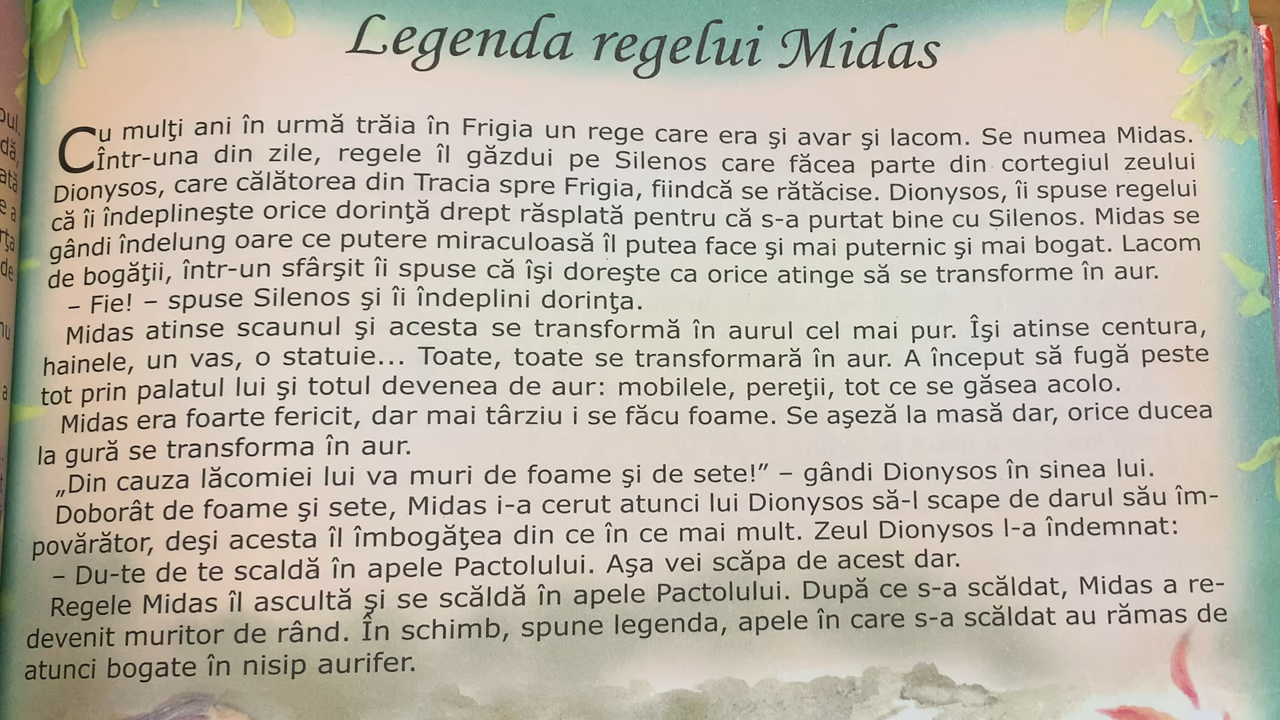 Legenda regelui Midas
Cu mulţi ani în urmă trăia în Frigia un rege care era şi avar şi lacom. Se numea Midas.
Într-una din zile, regele îl găzdui pe Silenos care făcea parte din cortegiul zeului
Dionysos, care călătorea din Tracia spre Frigia, fiindcă se rătăcise. Dionysos, îi spuse regelui
că îi îndeplineşte orice dorinţă drept răsplată pentru că s-a purtat bine cu Silenos. Midas se
gândi îndelung oare ce putere miraculoasă îl putea face şi mai puternic şi mai bogat. Lacom
de bogăţii, într-un sfârşit îi spuse că îşi doreşte ca orice atinge să se transforme în aur.
– Fie! – spuse Silenos şi îi îndeplini dorinţa.
Midas atinse scaunul şi acesta se transformă în aurul cel mai pur. Îşi atinse centura,
hainele, un vas, o statuie... Toate, toate se transformară în aur. A început să fugă peste
tot prin palatul lui şi totul devenea de aur: mobilele, pereţii, tot ce se găsea acolo.
Midas era foarte fericit, dar mai târziu i se făcu foame. Se aşeză la masă dar, orice ducea
la gură se transforma în aur.
„Din cauza lăcomiei lui va muri de foame şi de sete!” – gândi Dionysos în sinea lui.
Doborât de foame şi sete, Midas i-a cerut atunci lui Dionysos să-l scape de darul său îm-
povărător, deşi acesta îl îmbogăţea din ce în ce mai mult. Zeul Dionysos l-a îndemnat:
– Du-te de te scaldă în apele Pactolului. Aşa vei scăpa de acest dar.
Regele Midas îl ascultă şi se scăldă în apele Pactolului. După ce s-a scăldat, Midas a re-
devenit muritor de rând. În schimb, spune legenda, apele în care s-a scăldat au rămas de
atunci bogate în nisip aurifer.